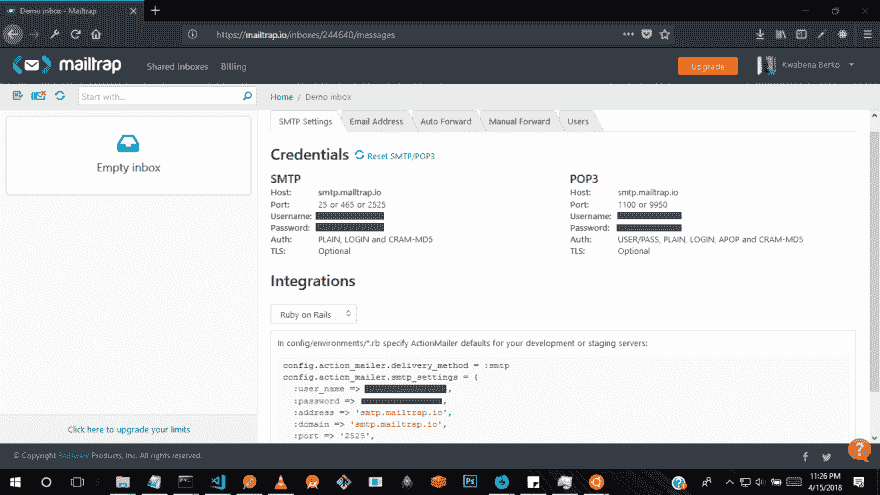 Demo inbox - Mailtrap
https://mailtrap.io/inboxes/244640/messages
mailtrap
Shared Inboxes
Billing
Upgrade
Kwabena Berko
Start with...
Home / Demo inbox
SMTP Settings
Email Address
Auto Forward
Manual Forward
Users
Empty inbox
Credentials
Reset SMTP/POP3
SMTP
Host: smtp.mailtrap.io
Port: 25 or 465 or 2525
Username:
Password:
Auth: PLAIN, LOGIN and CRAM-MD5
TLS: Optional
POP3
Host: smtp.mailtrap.io
Port: 1100 or 9950
Username:
Password:
Auth: USER/PASS, PLAIN, LOGIN, APOP and CRAM-MD5
TLS: Optional
Integrations
Ruby on Rails
In config/environments/*.rb specify ActionMailer defaults for your development or staging servers:
config.action_mailer.delivery_method = :smtp
config.action_mailer.smtp_settings = {
:user_name => ,
:password => ,
:address => 'smtp.mailtrap.io',
:domain => 'smtp.mailtrap.io',
:port => '2525',
Click here to upgrade your limits
© Copyright Railsware Products, Inc. All rights reserved.
11:26 PM
4/15/2018